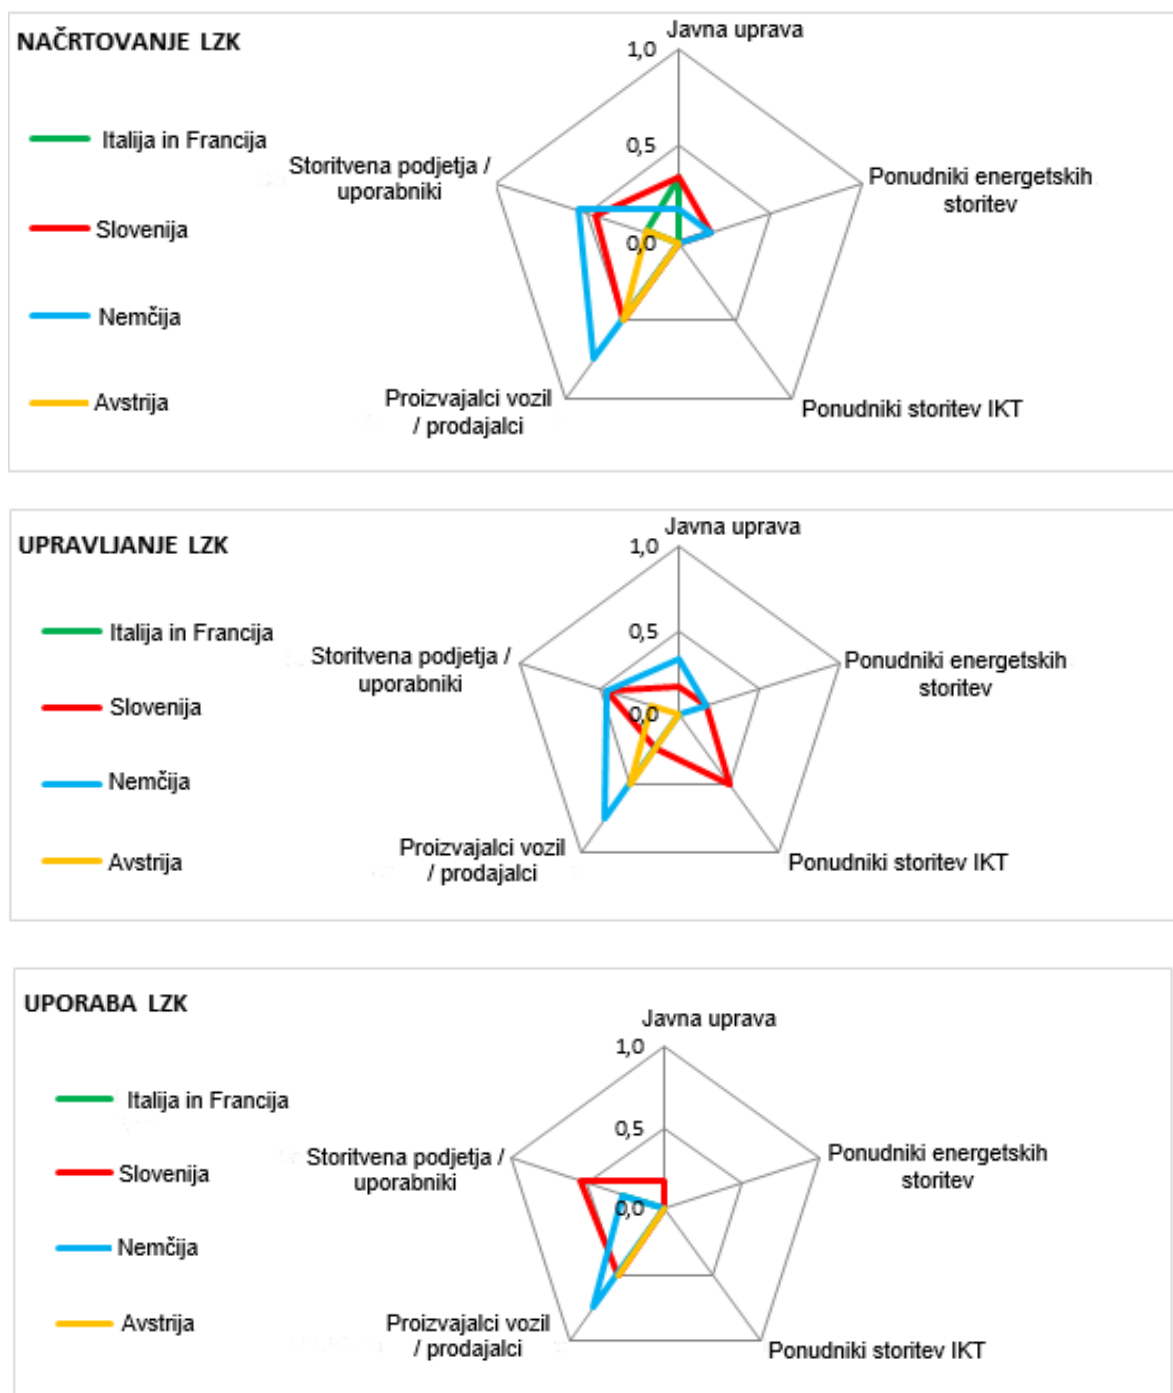 NAČRTOVANJE LZK
Italija in Francija
Slovenija
Nemčija
Avstrija
Javna uprava
1,0
0,5
0,0
Ponudniki energetskih
storitev
Ponudniki storitev IKT
Proizvajalci vozil
/ prodajalci
Storitvena podjetja /
uporabniki
UPRAVLJANJE LZK
Italija in Francija
Slovenija
Nemčija
Avstrija
Javna uprava
1,0
0,5
0,0
Ponudniki energetskih
storitev
Ponudniki storitev IKT
Proizvajalci vozil
/ prodajalci
Storitvena podjetja /
uporabniki
UPORABA LZK
Italija in Francija
Slovenija
Nemčija
Avstrija
Javna uprava
1,0
0,5
0,0
Ponudniki energetskih
storitev
Ponudniki storitev IKT
Proizvajalci vozil
/ prodajalci
Storitvena podjetja /
uporabniki